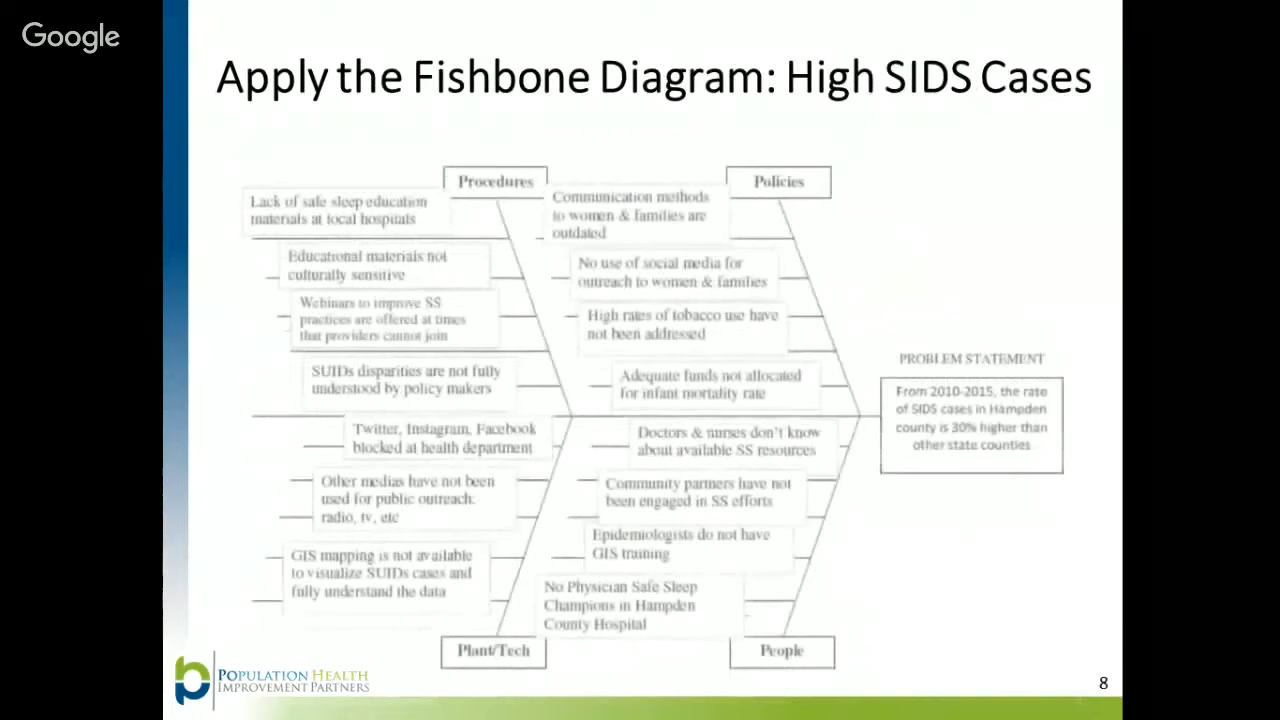 Google
Apply the Fishbone Diagram: High SIDS Cases
Procedures
Lack of safe sleep education
materials at local hospitals
Educational materials not
culturally sensitive
Webinars to improve SS
practices are offered at times
that providers cannot join
SUIDs disparities are not fully
understood by policy makers
Policies
Communication methods
to women & families are
outdated
No use of social media for
outreach to women & families
High rates of tobacco use have
not been addressed
Adequate funds not allocated
for infant mortality rate
PROBLEM STATEMENT
From 2010-2015, the rate
of SIDS cases in Hampden
county is 30% higher than
other state counties
Twitter, Instagram, Facebook
blocked at health department
Other medias have not been
used for public outreach:
radio, tv, etc
GIS mapping is not available
to visualize SUIDs cases and
fully understand the data
Plant/Tech
Doctors & nurses don't know
about available SS resources
Community partners have not
been engaged in SS efforts
Epidemiologists do not have
GIS training
No Physician Safe Sleep
Champions in Hampden
County Hospital
People
POPULATION HEALTH
IMPROVEMENT PARTNERS
8